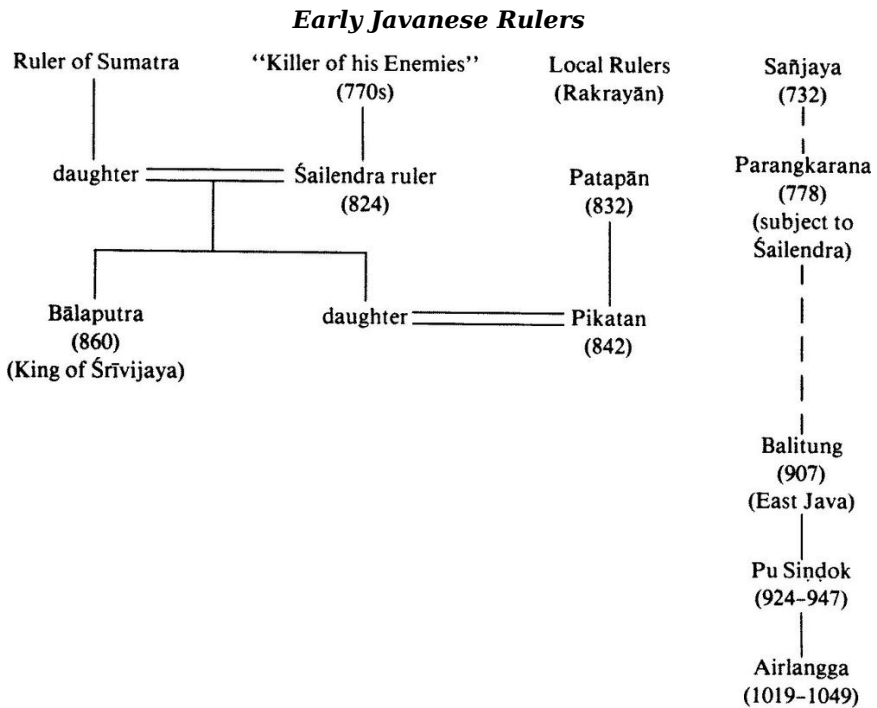 Early Javanese Rulers
Ruler of Sumatra
"Killer of his Enemies"
(770s)
Local Rulers
(Rakrayān)
Sañjaya
(732)
daughter
Śailendra ruler
(824)
Patapān
(832)
Parangkarana
(778)
(subject to
Śailendra)
Bālaputra
(860)
(King of Śrīvijaya)
daughter
Pikatan
(842)
Balitung
(907)
(East Java)
Pu Siṇḍok
(924–947)
Airlangga
(1019–1049)